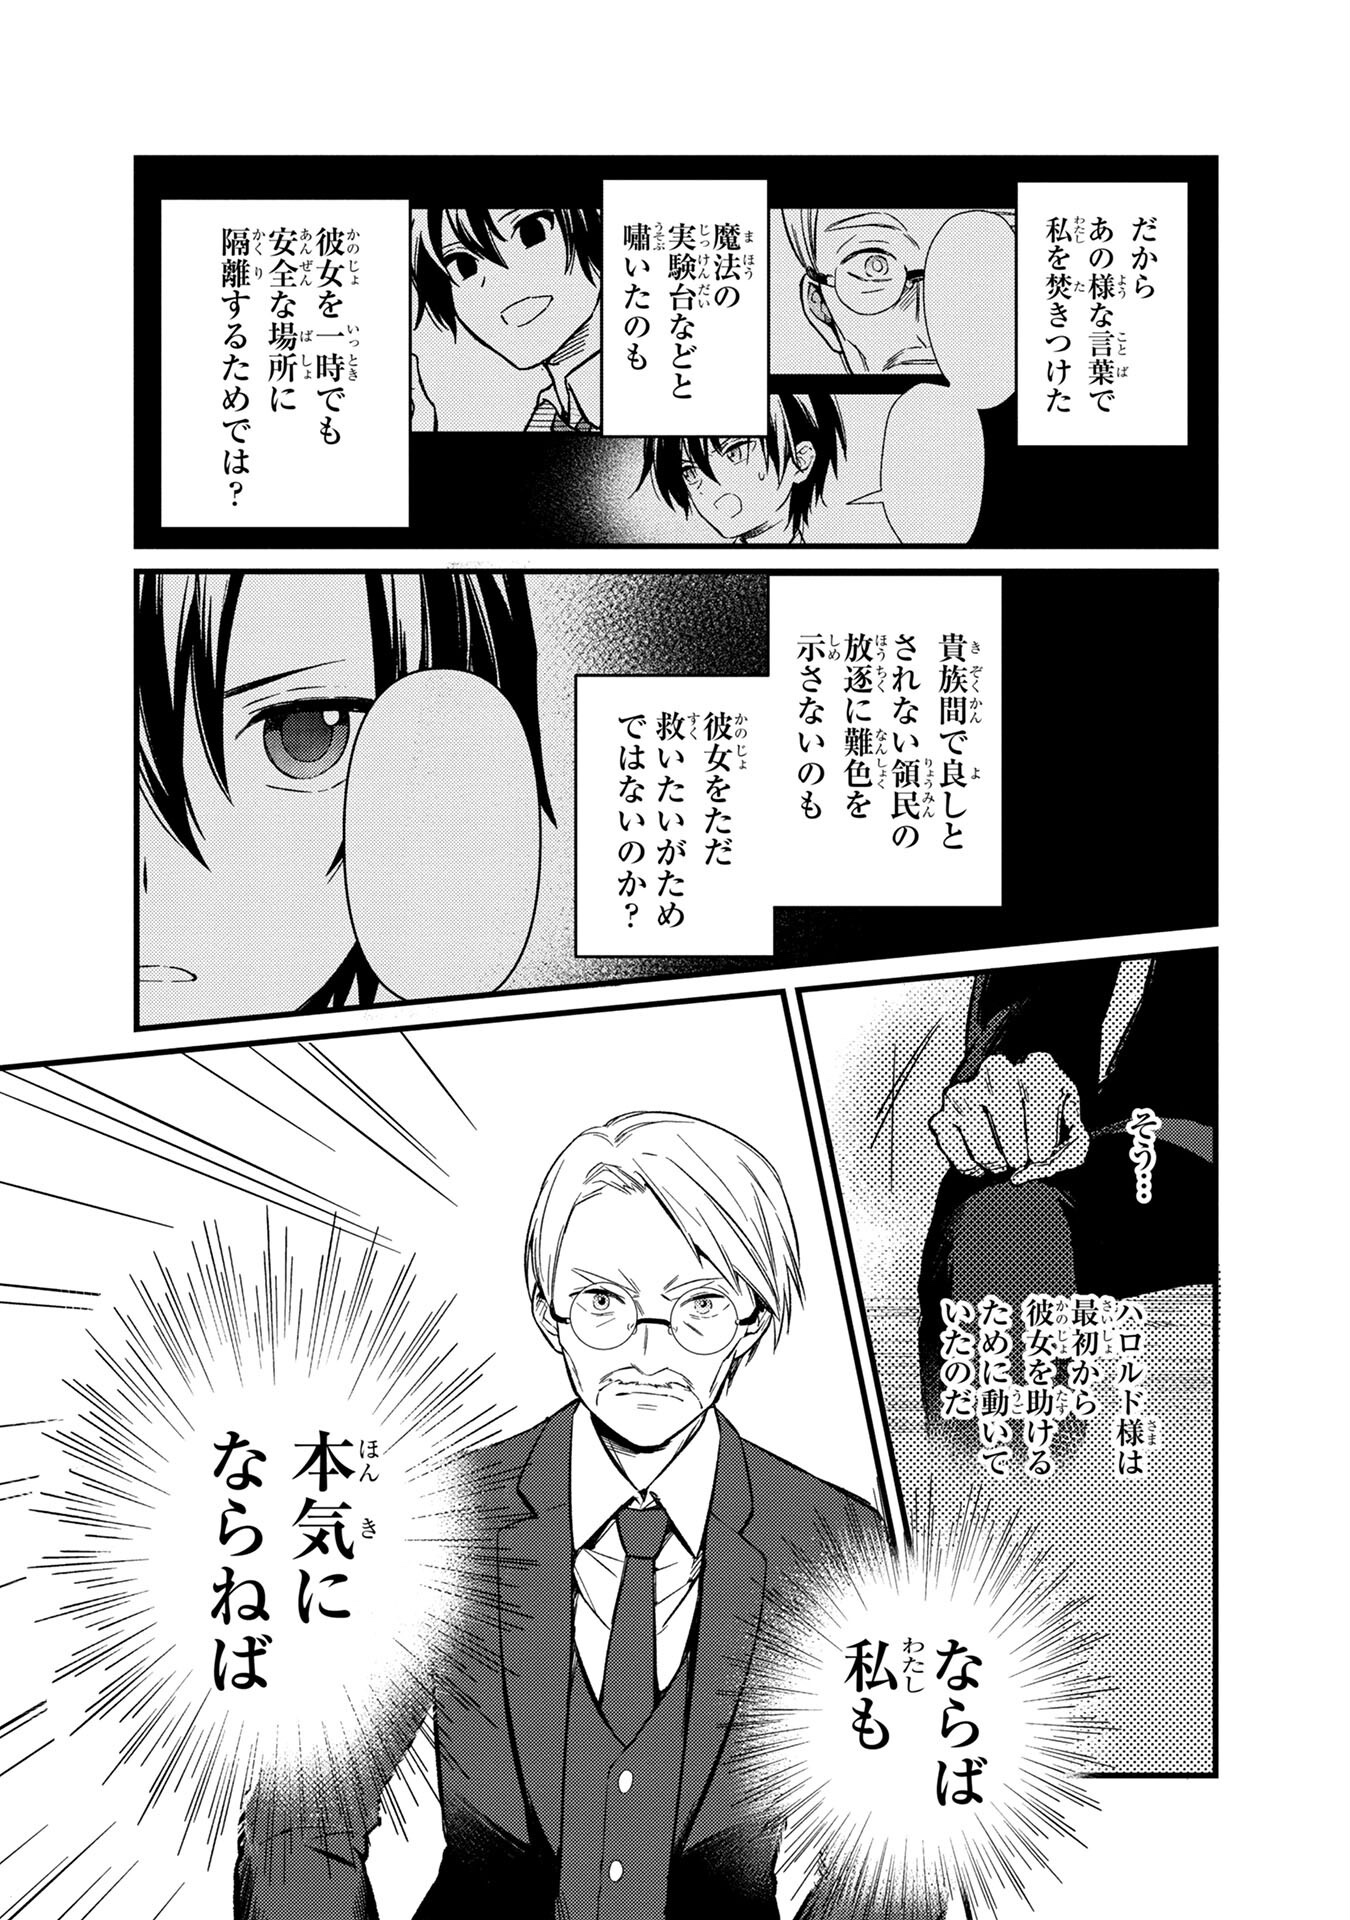 だから
あの様な言葉で
私を焚きつけた
魔法の
実験台などと
嘯いたのも
彼女を一時でも
安全な場所に
隔離するためでは？
貴族間で良しと
されない領民の
放逐に難色を
示さないのも
彼女をただ
救いたいがため
ではないのか？
そう…
ハロルド様は
最初から
彼女を助ける
ために動いて
いたのだ
ならば
私も
本気に
ならねば